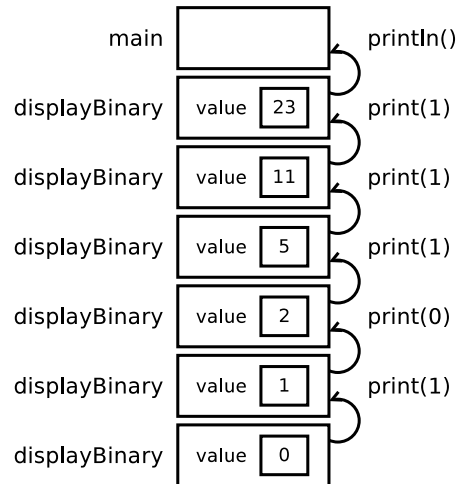 main println()
displayBinary value 23 print(1)
displayBinary value 11 print(1)
displayBinary value 5 print(1)
displayBinary value 2 print(0)
displayBinary value 1 print(1)
displayBinary value 0